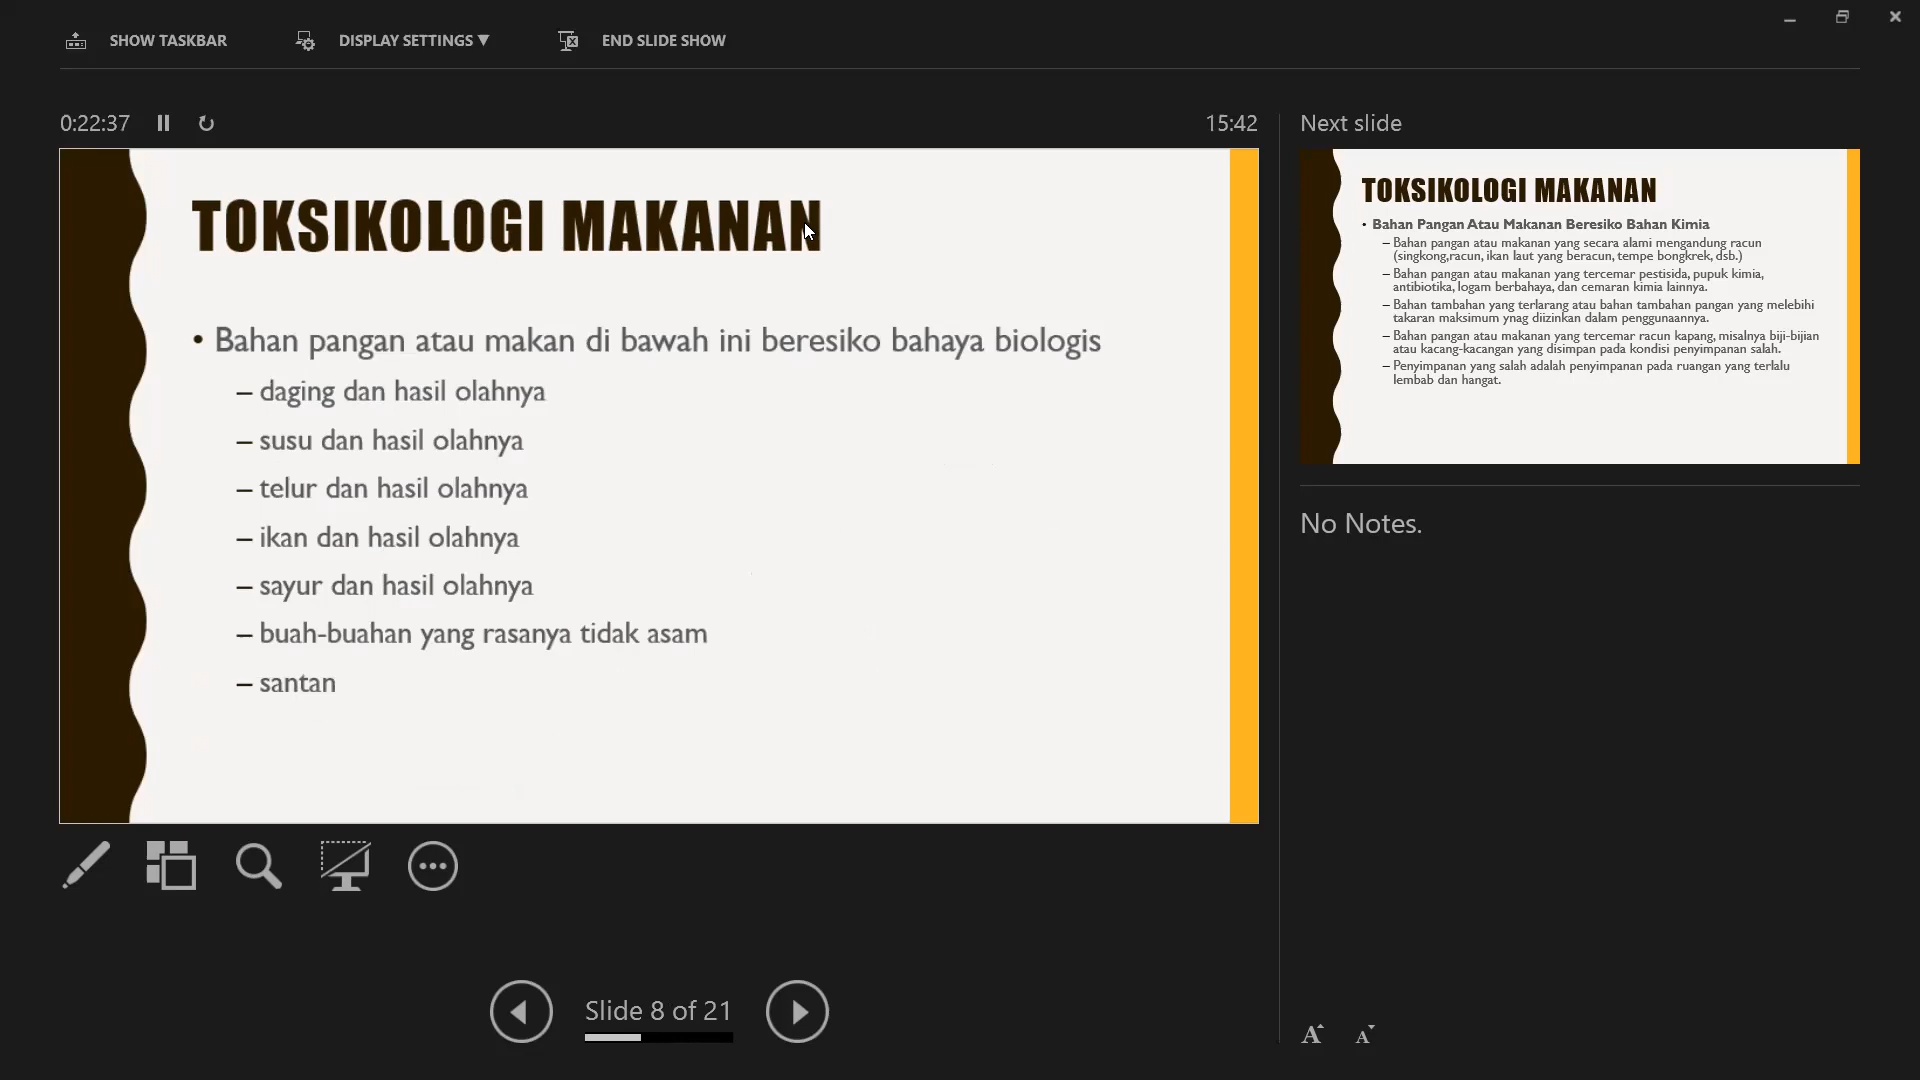 SHOW TASKBAR
DISPLAY SETTINGS ▼
END SLIDE SHOW
0:22:37
15:42
TOKSIKOLOGI MAKANAN
• Bahan pangan atau makan di bawah ini beresiko bahaya biologis
– daging dan hasil olahnya
– susu dan hasil olahnya
– telur dan hasil olahnya
– ikan dan hasil olahnya
– sayur dan hasil olahnya
– buah-buahan yang rasanya tidak asam
– santan
Slide 8 of 21
Next slide
TOKSIKOLOGI MAKANAN
• Bahan Pangan Atau Makanan Beresiko Bahan Kimia
– Bahan pangan atau makanan yang secara alami mengandung racun
(singkong,racun, ikan laut yang beracun, tempe bongkrek, dsb.)
– Bahan pangan atau makanan yang tercemar pestisida, pupuk kimia,
antibiotika, logam berbahaya, dan cemaran kimia lainnya.
– Bahan tambahan yang terlarang atau bahan tambahan pangan yang melebihi
takaran maksimum ynag diizinkan dalam penggunaannya.
– Bahan pangan atau makanan yang tercemar racun kapang, misalnya biji-bijian
atau kacang-kacangan yang disimpan pada kondisi penyimpanan salah.
– Penyimpanan yang salah adalah penyimpanan pada ruangan yang terlalu
lembab dan hangat.
No Notes.
A A